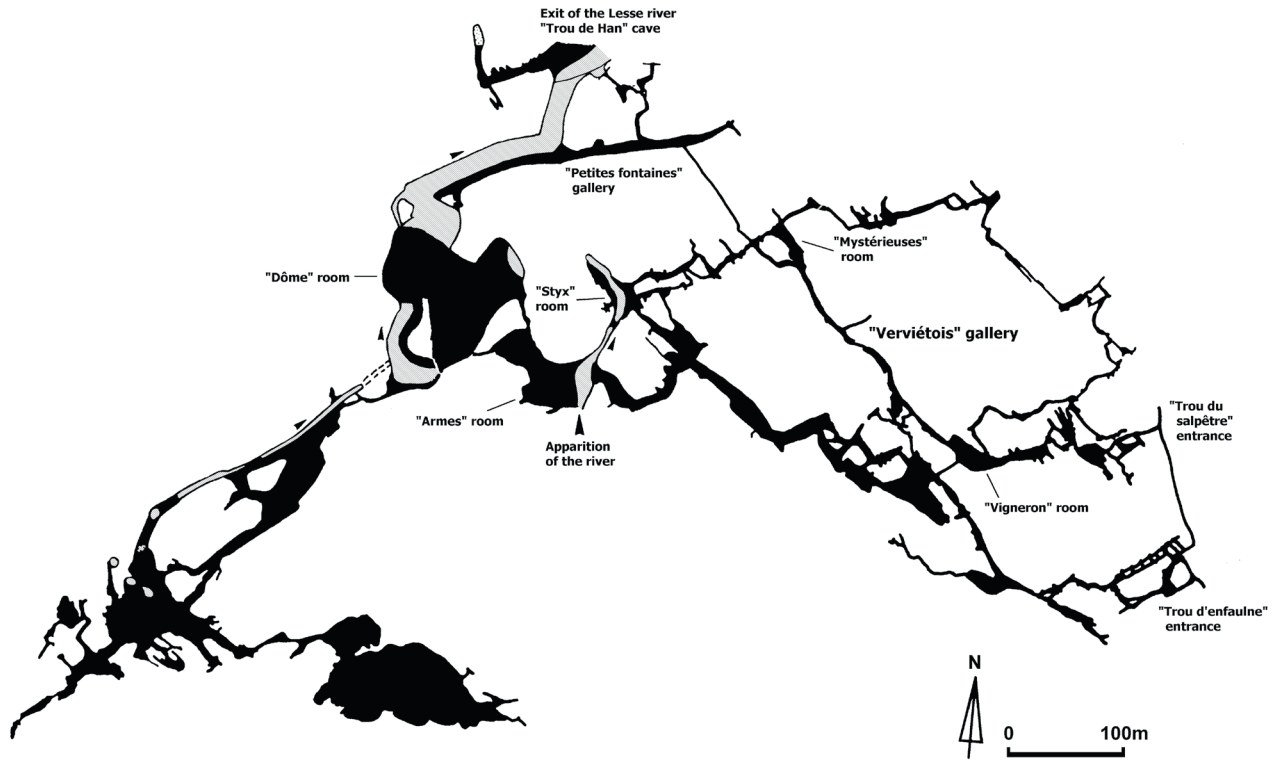 Exit of the Lesse river
"Trou de Han" cave
"Petites fontaines"
gallery
"Mystérieuses"
room
"Dôme" room
"Styx"
room
"Verviétois" gallery
"Armes" room
"Trou du
salpêtre"
entrance
Apparition
of the river
"Vigneron" room
"Trou d'enfaulne"
entrance
N
0 100m